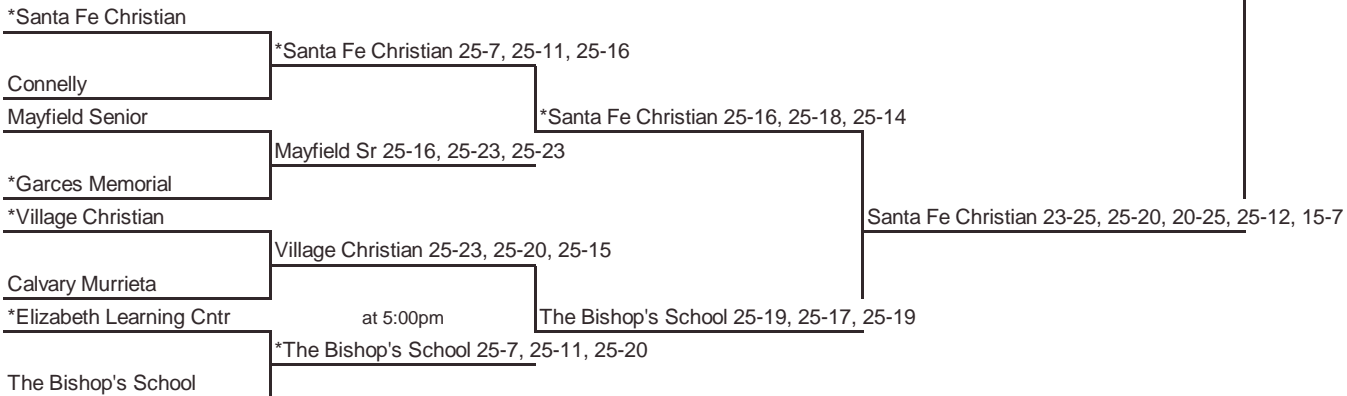 *Santa Fe Christian
*Santa Fe Christian 25-7, 25-11, 25-16
Connelly
Mayfield Senior
*Santa Fe Christian 25-16, 25-18, 25-14
Mayfield Sr 25-16, 25-23, 25-23
*Garces Memorial
*Village Christian
Santa Fe Christian 23-25, 25-20, 20-25, 25-12, 15-7
Village Christian 25-23, 25-20, 25-15
Calvary Murrieta
*Elizabeth Learning Cntr
at 5:00pm
The Bishop's School 25-19, 25-17, 25-19
*The Bishop's School 25-7, 25-11, 25-20
The Bishop's School